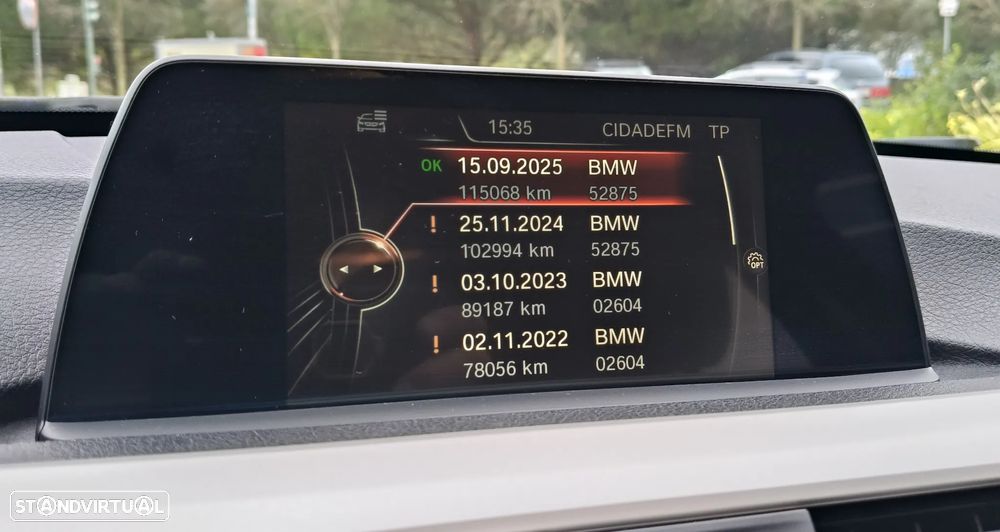 15:35 CIDADEFM TP
OK 15.09.2025 BMW
115068 km 52875
! 25.11.2024 BMW
102994 km 52875
! 03.10.2023 BMW
89187 km 02604
! 02.11.2022 BMW
78056 km 02604
OPT
STANDVIRTUAL